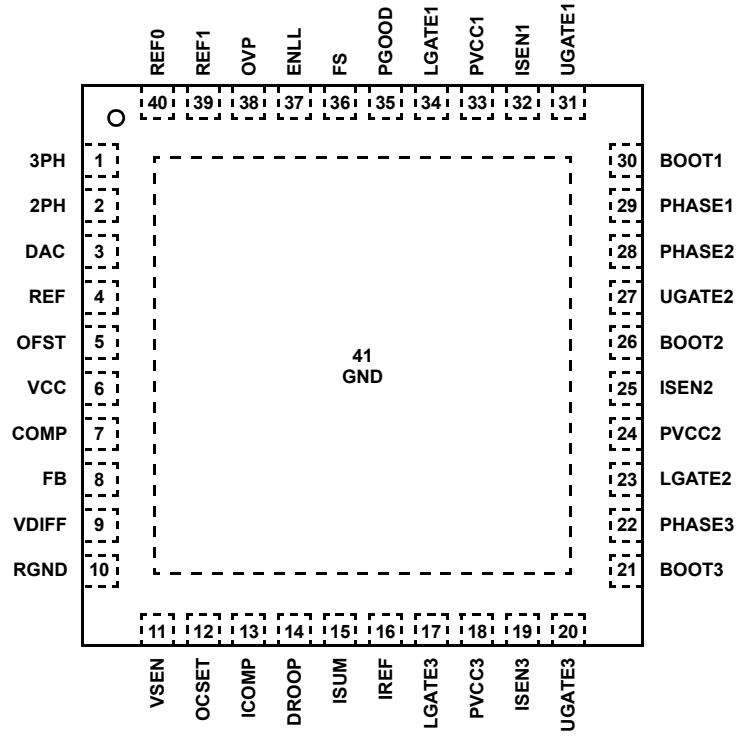 REF0
REF1
OVP
ENLL
FS
PGOOD
LGATE1
PVCC1
ISEN1
UGATE1
40 39 38 37 36 35 34 33 32 31
3PH 1
2PH 2
DAC 3
REF 4
OFST 5
VCC 6
COMP 7
FB 8
VDIFF 9
RGND 10
41
GND
30 BOOT1
29 PHASE1
28 PHASE2
27 UGATE2
26 BOOT2
25 ISEN2
24 PVCC2
23 LGATE2
22 PHASE3
21 BOOT3
11 12 13 14 15 16 17 18 19 20
VSEN
OCSET
ICOMP
DROOP
ISUM
IREF
LGATE3
PVCC3
ISEN3
UGATE3